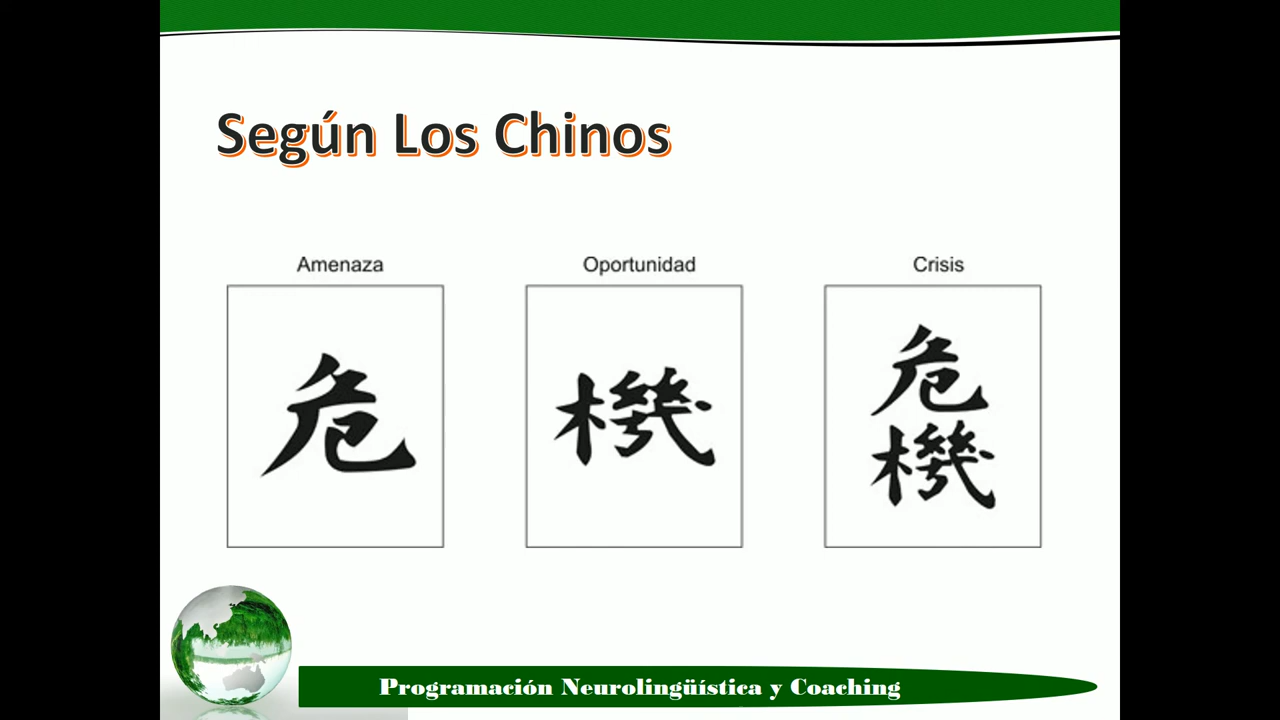 Según Los Chinos
Amenaza
Oportunidad
Crisis
危
機
危
機
Programación Neurolingüística y Coaching